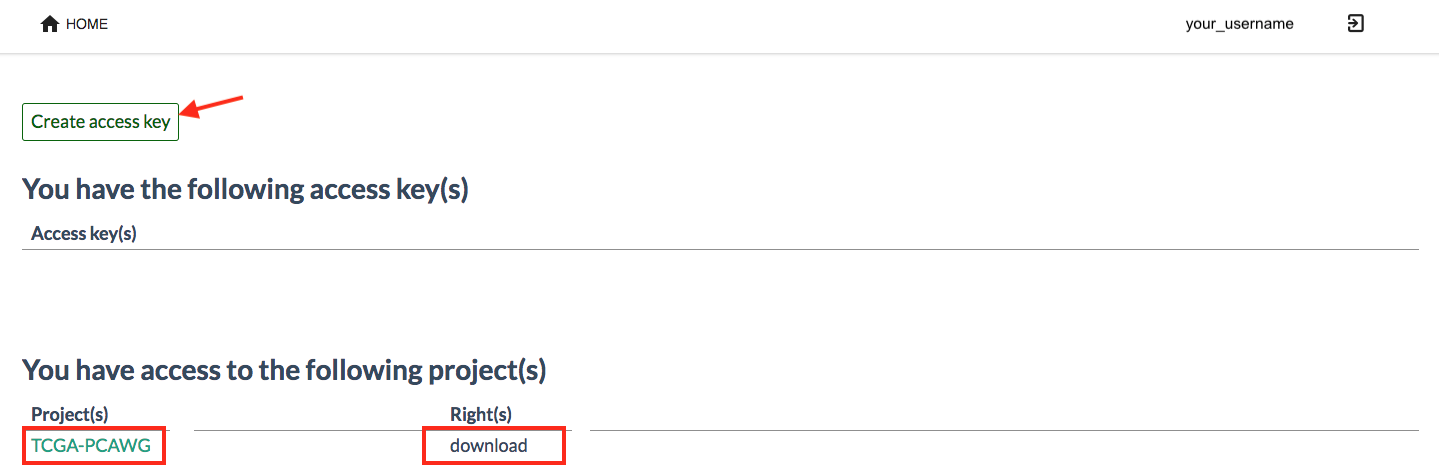 HOME your_username
Create access key
You have the following access key(s)
Access key(s)
You have access to the following project(s)
Project(s) Right(s)
TCGA-PCAWG download